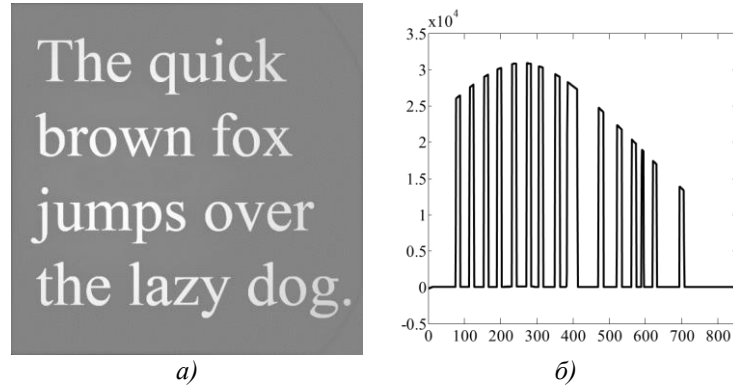 The quick
brown fox
jumps over
the lazy dog.
а)
x10⁴
3.5
3
2.5
2
1.5
1
0.5
0
-0.5
0 100 200 300 400 500 600 700 800
б)